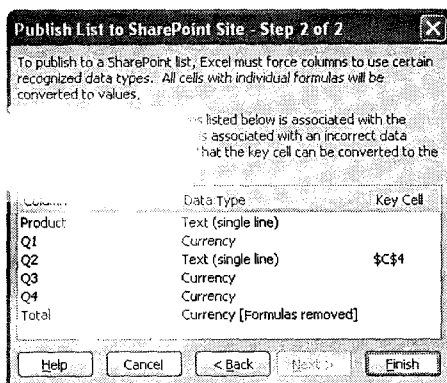 Publish List to SharePoint Site - Step 2 of 2
To publish to a SharePoint list, Excel must force columns to use certain
recognized data types. All cells with individual formulas will be
converted to values.
listed below is associated with the
is associated with an incorrect data
that the key cell can be converted to the
Data Type Key Cell
Product Text (single line)
Q1 Currency
Q2 Text (single line) $C$4
Q3 Currency
Q4 Currency
Total Currency [Formulas removed]
Help Cancel < Back Next > Finish